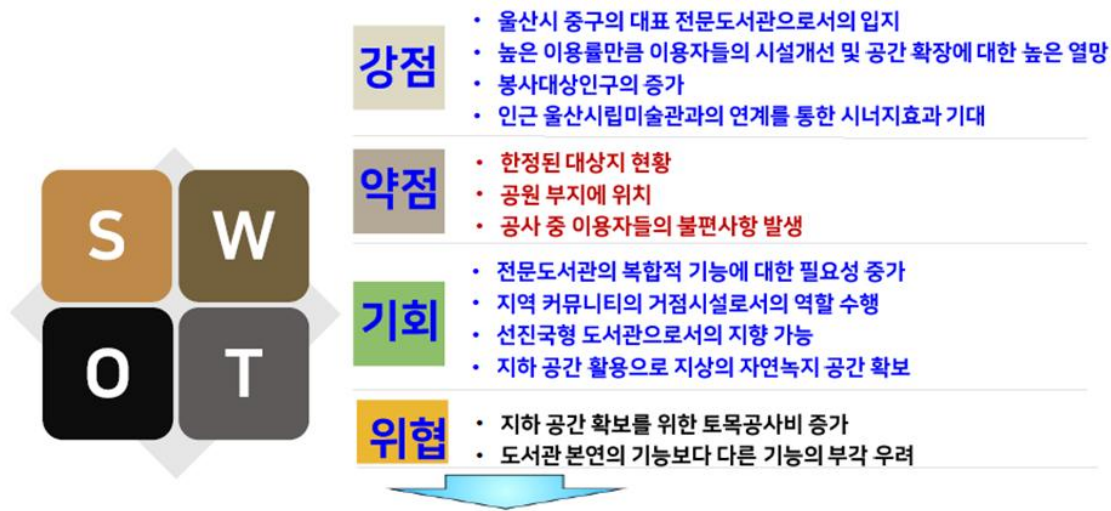 S
W
O
T
강점
• 울산시 중구의 대표 전문도서관으로서의 입지
• 높은 이용률만큼 이용자들의 시설개선 및 공간 확장에 대한 높은 열망
• 봉사대상인구의 증가
• 인근 울산시립미술관과의 연계를 통한 시너지효과 기대
약점
• 한정된 대상지 현황
• 공원 부지에 위치
• 공사 중 이용자들의 불편사항 발생
기회
• 전문도서관의 복합적 기능에 대한 필요성 중가
• 지역 커뮤니티의 거점시설로서의 역할 수행
• 선진국형 도서관으로서의 지향 가능
• 지하 공간 활용으로 지상의 자연녹지 공간 확보
위협
• 지하 공간 확보를 위한 토목공사비 증가
• 도서관 본연의 기능보다 다른 기능의 부각 우려